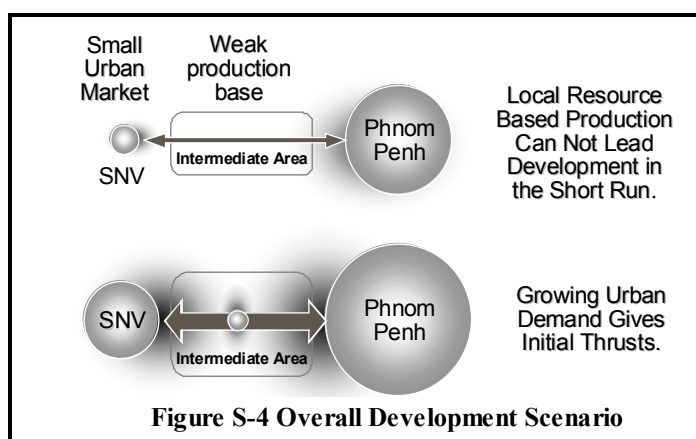 Small
Urban
Market
Weak
production
base
SNV
Intermediate Area
Phnom
Penh
Local Resource
Based Production
Can Not Lead
Development in
the Short Run.
SNV
Intermediate Area
Phnom
Penh
Growing Urban
Demand Gives
Initial Thrusts.
Figure S-4 Overall Development Scenario